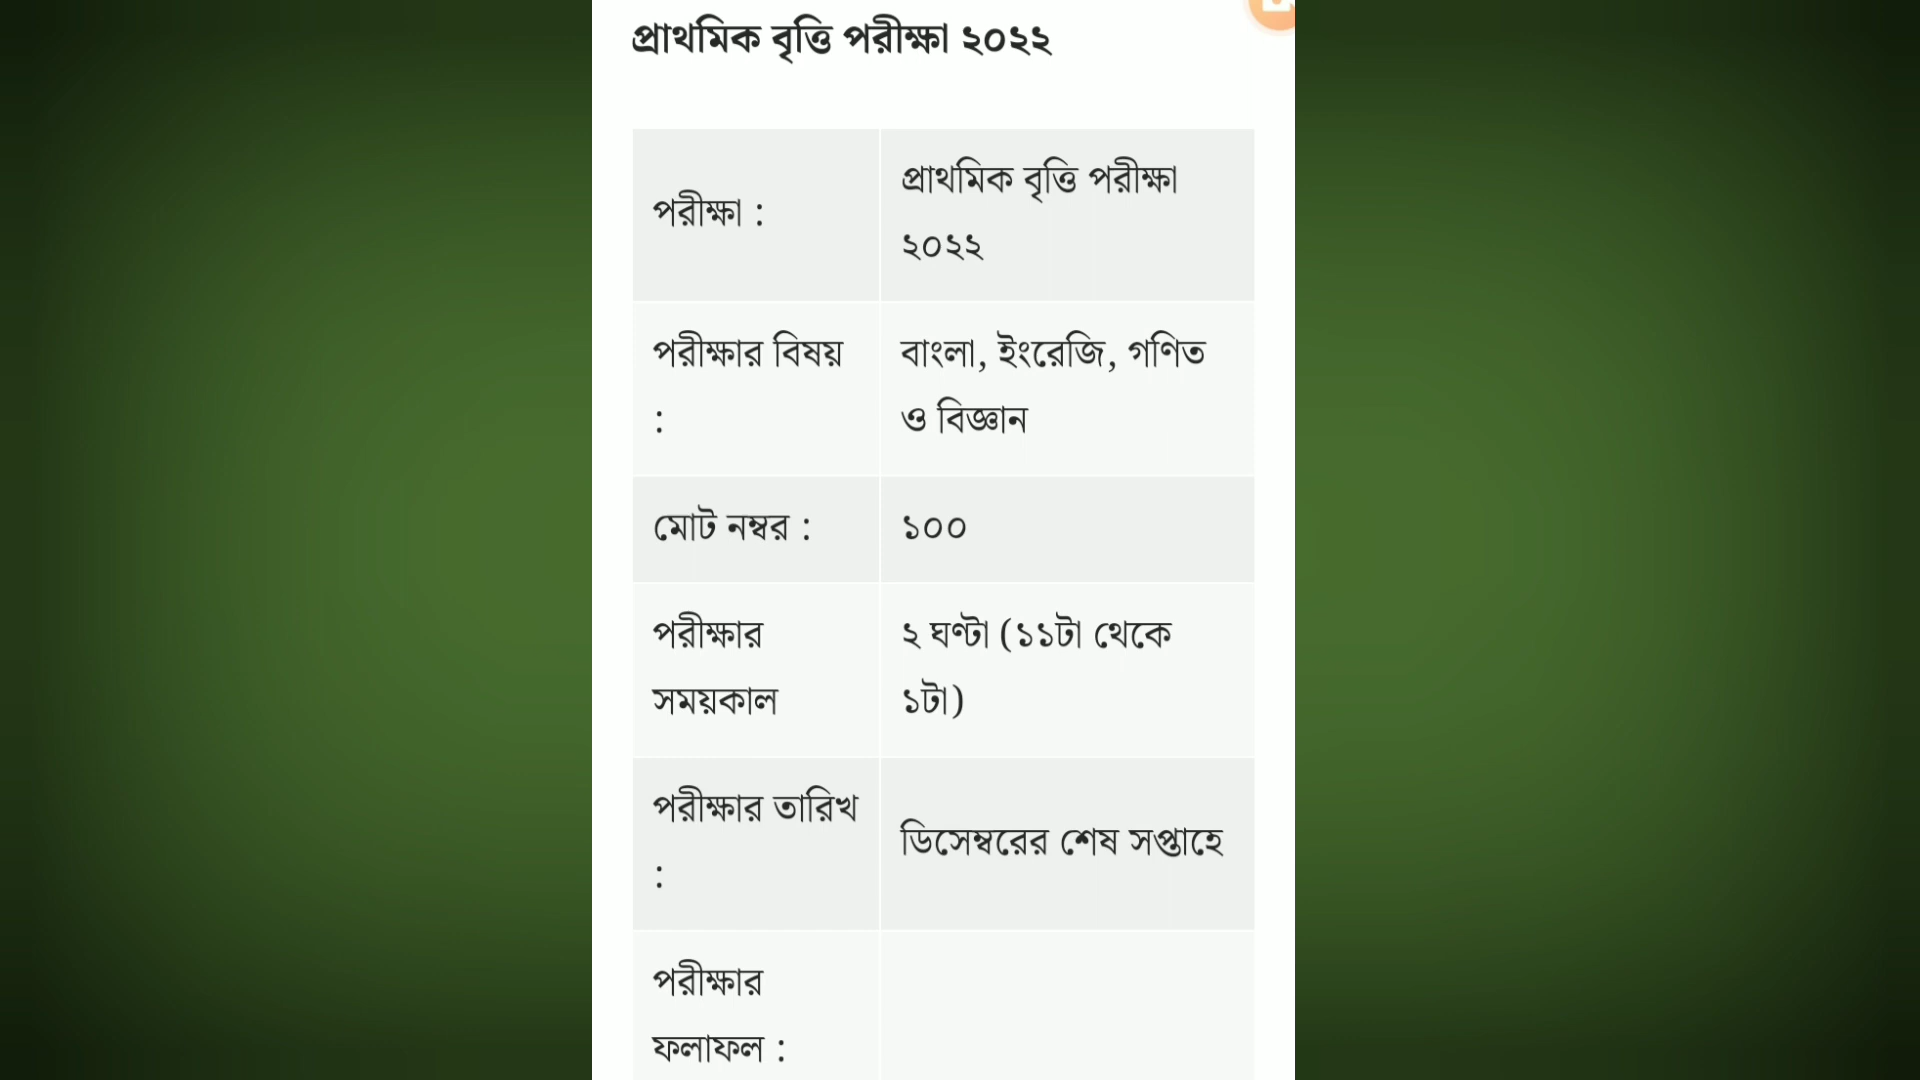 প্রাথমিক বৃত্তি পরীক্ষা ২০২২
পরীক্ষা :
প্রাথমিক বৃত্তি পরীক্ষা
২০২২
পরীক্ষার বিষয়
:
বাংলা, ইংরেজি, গণিত
ও বিজ্ঞান
মোট নম্বর :
১০০
পরীক্ষার
সময়কাল
২ ঘণ্টা (১১টা থেকে
১টা)
পরীক্ষার তারিখ
:
ডিসেম্বরের শেষ সপ্তাহে
পরীক্ষার
ফলাফল :